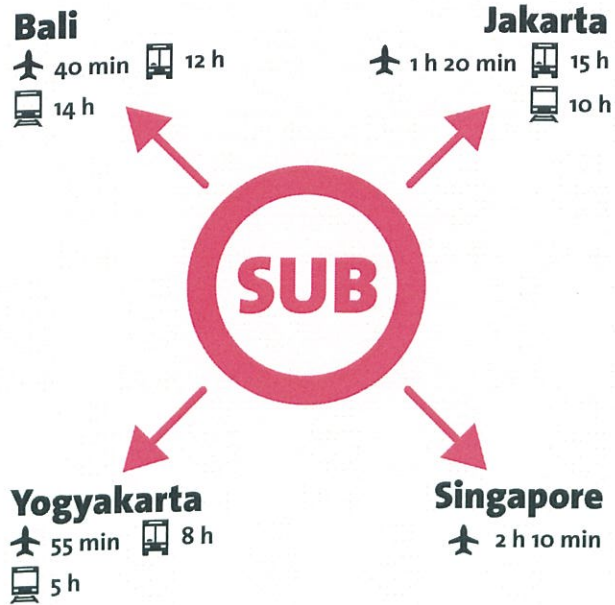 Bali
40 min 12 h
14 h
Jakarta
1 h 20 min 15 h
10 h
SUB
Yogyakarta
55 min 8 h
5 h
Singapore
2 h 10 min